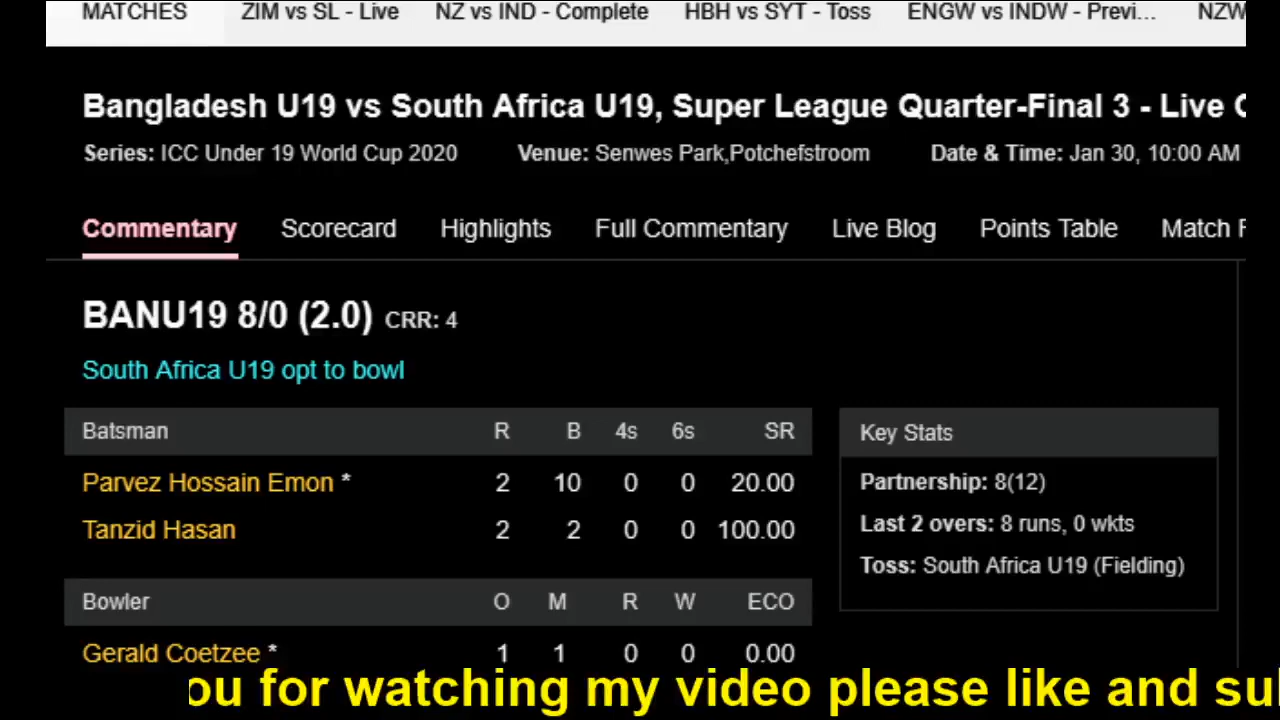 MATCHES ZIM vs SL - Live NZ vs IND - Complete HBH vs SYT - Toss ENGW vs INDW - Previ... NZW
Bangladesh U19 vs South Africa U19, Super League Quarter-Final 3 - Live
Series: ICC Under 19 World Cup 2020 Venue: Senwes Park,Potchefstroom Date & Time: Jan 30, 10:00 AM
Commentary Scorecard Highlights Full Commentary Live Blog Points Table Match
BANU19 8/0 (2.0) CRR: 4
South Africa U19 opt to bowl
Batsman R B 4s 6s SR
Parvez Hossain Emon * 2 10 0 0 20.00
Tanzid Hasan 2 2 0 0 100.00
Key Stats
Partnership: 8(12)
Last 2 overs: 8 runs, 0 wkts
Toss: South Africa U19 (Fielding)
Bowler O M R W ECO
Gerald Coetzee * 1 1 0 0 0.00
ou for watching my video please like and su